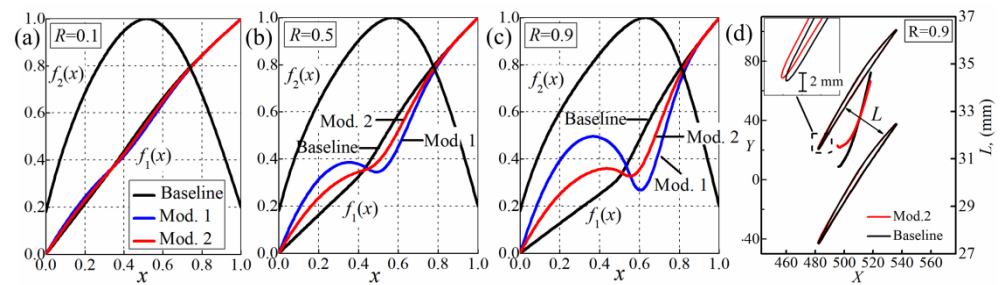 (a)
R=0.1
f₂(x)
f₁(x)
Baseline
Mod. 1
Mod. 2
1.0
0.8
0.6
0.4
0.2
0.0
0.0 0.2 0.4 0.6 0.8 1.0
x
(b)
R=0.5
f₂(x)
Mod. 2
Baseline
Mod. 1
f₁(x)
1.0
0.8
0.6
0.4
0.2
0.0
0.0 0.2 0.4 0.6 0.8 1.0
x
(c)
R=0.9
f₂(x)
Baseline
Mod. 2
Mod. 1
f₁(x)
1.0
0.8
0.6
0.4
0.2
0.0
0.0 0.2 0.4 0.6 0.8 1.0
x
(d)
R=0.9
2 mm
L
Mod.2
Baseline
80
40
Y
0
-40
460 480 500 520 540 560
X
37
35
33
31
29
27
L, (mm)